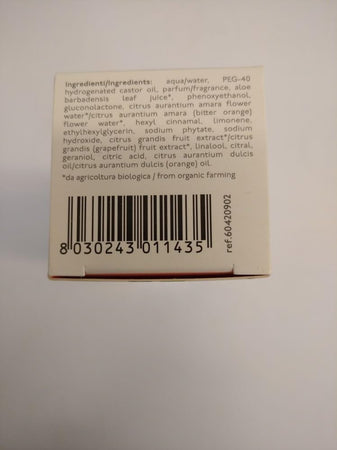 Ingredienti/Ingredients: aqua/water, PEG-40
hydrogenated castor oil, parfum/fragrance, aloe
barbadensis leaf juice*, phenoxyethanol,
gluconolactone, citrus aurantium amara flower
water*/citrus aurantium amara (bitter orange)
flower water*, hexyl cinnamal, limonene,
ethylhexylglycerin, sodium phytate, sodium
hydroxide, citrus grandis fruit extract*/citrus
grandis (grapefruit) fruit extract*, linalool, citral,
geraniol, citric acid, citrus aurantium dulcis
oil/citrus aurantium dulcis (orange) oil.
*da agricoltura biologica / from organic farming
8 030243 011435
ref.60420902